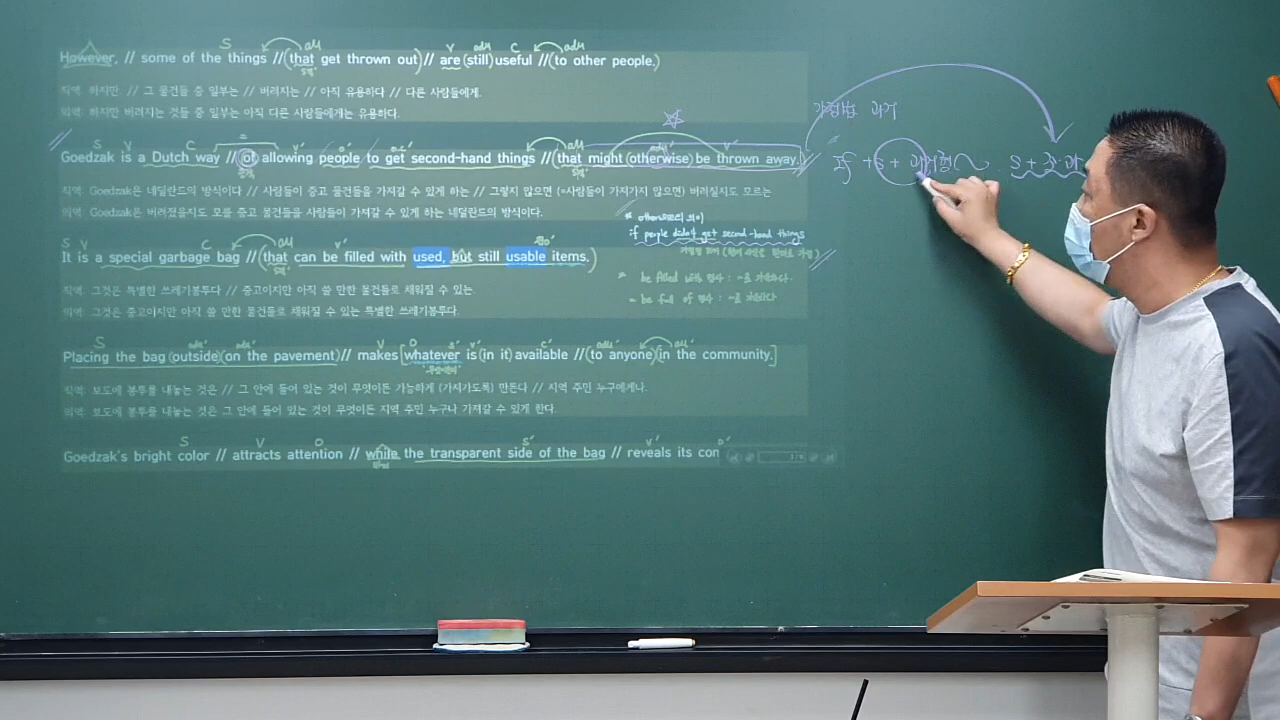 However, // some of the things //(that get thrown out)// are (still) useful //(to other people.)
직역: 하지만 // 그 물건들 중 일부는 // 버려지는 // 아직 유용하다 // 다른 사람들에게.
의역: 하지만 버려지는 것들 중 일부는 아직 다른 사람들에게는 유용하다.
Goedzak is a Dutch way // of allowing people to get second-hand things //(that might (otherwise) be thrown away.)
직역: Goedzak은 네덜란드의 방식이다 // 사람들이 중고 물건들을 가져갈 수 있게 하는 // 그렇지 않으면 (=사람들이 가져가지 않으면) 버려질지도 모르는
의역: Goedzak은 버려졌을지도 모를 중고 물건들을 사람들이 가져갈 수 있게 하는 네덜란드의 방식이다.
if people didn't get second-hand things
It is a special garbage bag //(that can be filled with used, but still usable items.)
직역: 그것은 특별한 쓰레기봉투다 // 중고이지만 아직 쓸 만한 물건들로 채워질 수 있는
의역: 그것은 중고이지만 아직 쓸 만한 물건들로 채워질 수 있는 특별한 쓰레기봉투다.
be filled with 명사 : ~로 채워지다.
= be full of 명사 : ~로 가득차다
Placing the bag (outside)(on the pavement)// makes [whatever is (in it) available //(to anyone)(in the community.]
직역: 보도에 봉투를 내놓는 것은 // 그 안에 들어 있는 것이 무엇이든 가능하게 (가져가도록) 만든다 // 지역 주민 누구에게나.
의역: 보도에 봉투를 내놓는 것은 그 안에 들어 있는 것이 무엇이든 지역 주민 누구나 가져갈 수 있게 한다.
Goedzak's bright color // attracts attention // while the transparent side of the bag // reveals its con
가정법 과거
If + s + 과거형 ~ s + 조.과